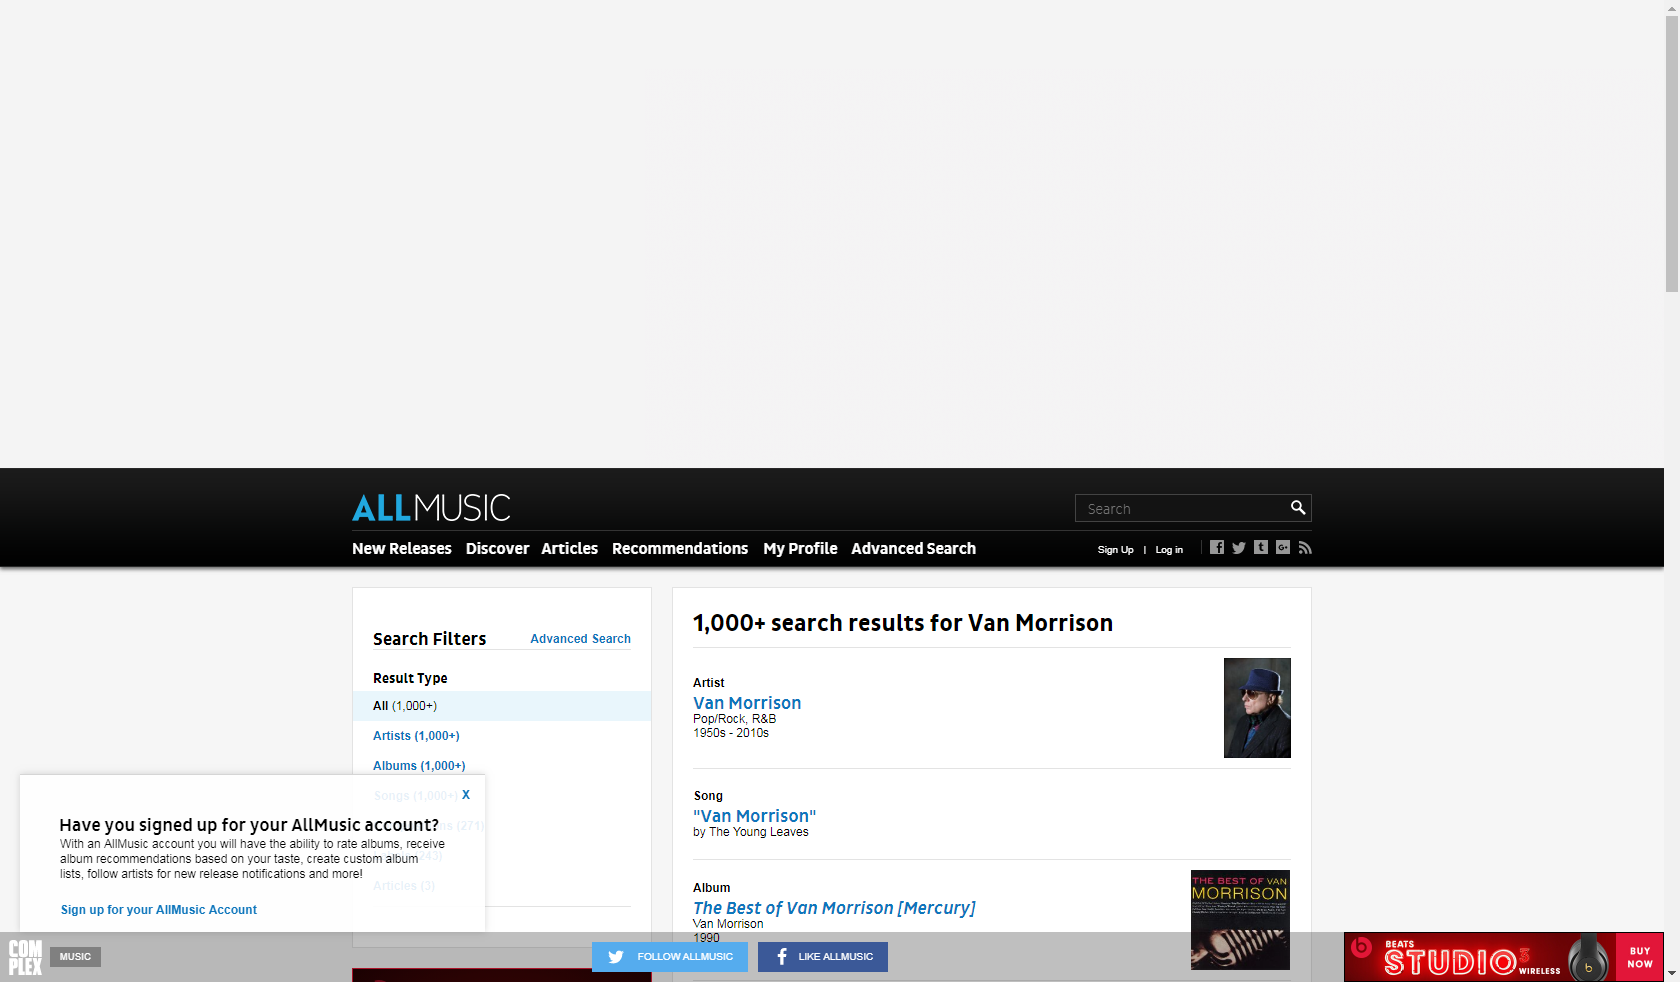 ALLMUSIC
Search
New Releases Discover Articles Recommendations My Profile Advanced Search
Sign Up | Log in
Search Filters
Advanced Search
Result Type
All (1,000+)
Artists (1,000+)
Albums (1,000+)
Songs (1,000+)
(271)
(243)
Articles (3)
X
Have you signed up for your AllMusic account?
With an AllMusic account you will have the ability to rate albums, receive
album recommendations based on your taste, create custom album
lists, follow artists for new release notifications and more!
Sign up for your AllMusic Account
1,000+ search results for Van Morrison
Artist
Van Morrison
Pop/Rock, R&B
1950s - 2010s
Song
"Van Morrison"
by The Young Leaves
Album
The Best of Van Morrison [Mercury]
Van Morrison
1990
THE BEST OF VAN
MORRISON
COM
PLEX
MUSIC
FOLLOW ALLMUSIC
LIKE ALLMUSIC
BEATS
STUDIO3
WIRELESS
BUY
NOW